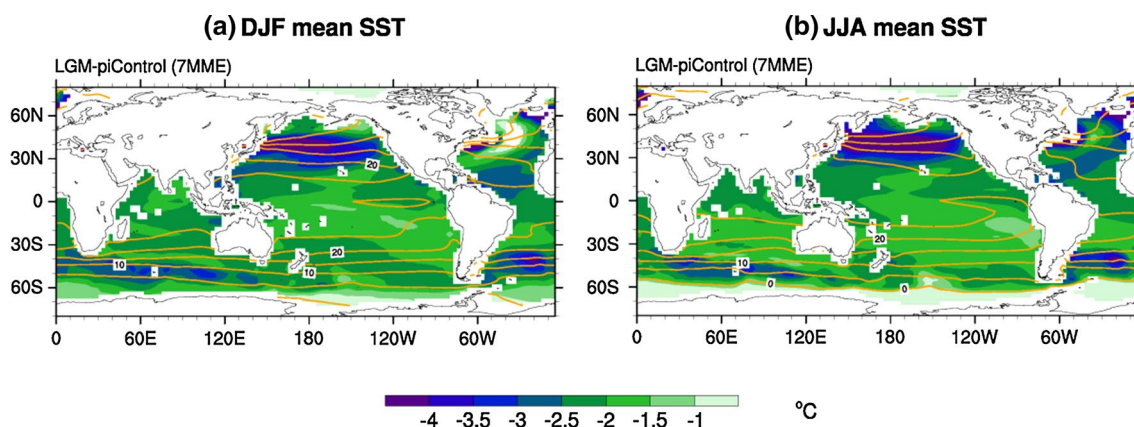 (a) DJF mean SST
(b) JJA mean SST
LGM-piControl (7MME)
LGM-piControl (7MME)
60N
30N
0
30S
60S
0
60E
120E
180
120W
60W
20
20
10
10
60N
30N
0
30S
60S
0
60E
120E
180
120W
60W
20
0
0
-4
-3.5
-3
-2.5
-2
-1.5
-1
°C